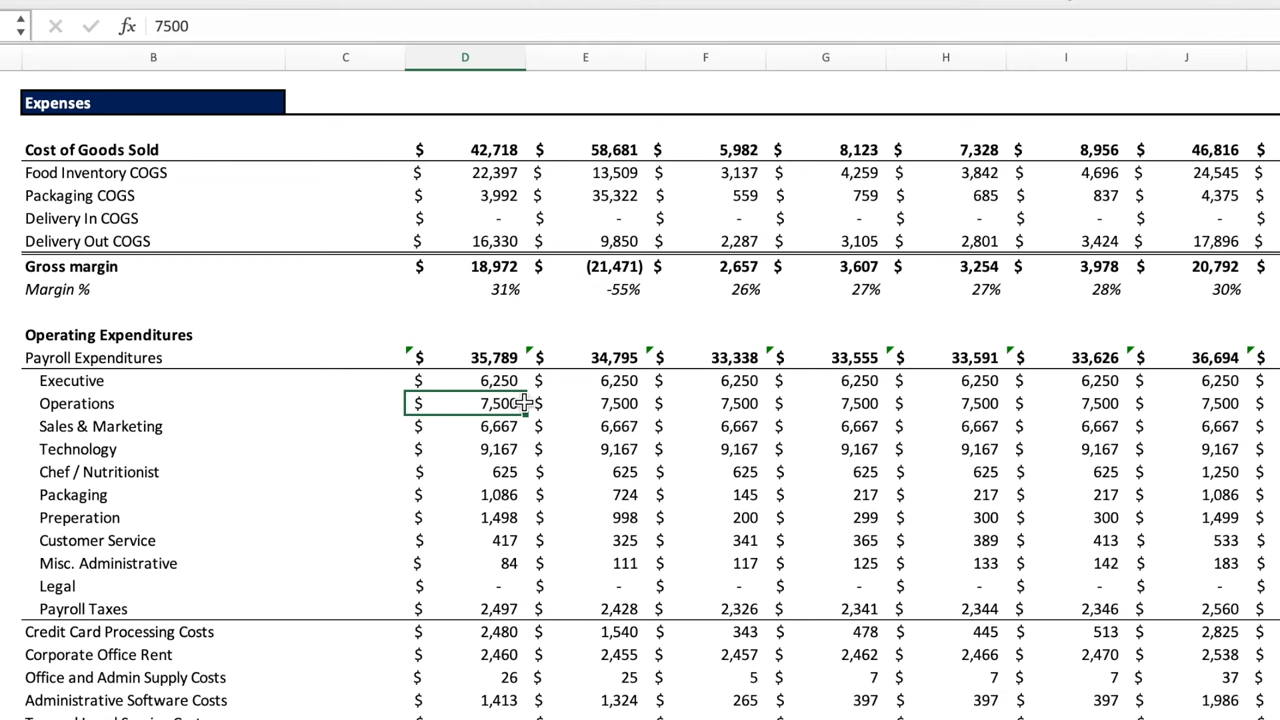 fx 7500
B C D E F G H I J
Expenses
Cost of Goods Sold $ 42,718 $ 58,681 $ 5,982 $ 8,123 $ 7,328 $ 8,956 $ 46,816 $
Food Inventory COGS $ 22,397 $ 13,509 $ 3,137 $ 4,259 $ 3,842 $ 4,696 $ 24,545 $
Packaging COGS $ 3,992 $ 35,322 $ 559 $ 759 $ 685 $ 837 $ 4,375 $
Delivery In COGS $ - $ - $ - $ - $ - $ - $ - $
Delivery Out COGS $ 16,330 $ 9,850 $ 2,287 $ 3,105 $ 2,801 $ 3,424 $ 17,896 $
Gross margin $ 18,972 $ (21,471) $ 2,657 $ 3,607 $ 3,254 $ 3,978 $ 20,792 $
Margin % 31% -55% 26% 27% 27% 28% 30%
Operating Expenditures
Payroll Expenditures $ 35,789 $ 34,795 $ 33,338 $ 33,555 $ 33,591 $ 33,626 $ 36,694 $
Executive $ 6,250 $ 6,250 $ 6,250 $ 6,250 $ 6,250 $ 6,250 $ 6,250 $
Operations $ 7,500 $ 7,500 $ 7,500 $ 7,500 $ 7,500 $ 7,500 $ 7,500 $
Sales & Marketing $ 6,667 $ 6,667 $ 6,667 $ 6,667 $ 6,667 $ 6,667 $ 6,667 $
Technology $ 9,167 $ 9,167 $ 9,167 $ 9,167 $ 9,167 $ 9,167 $ 9,167 $
Chef / Nutritionist $ 625 $ 625 $ 625 $ 625 $ 625 $ 625 $ 1,250 $
Packaging $ 1,086 $ 724 $ 145 $ 217 $ 217 $ 217 $ 1,086 $
Preperation $ 1,498 $ 998 $ 200 $ 299 $ 300 $ 300 $ 1,499 $
Customer Service $ 417 $ 325 $ 341 $ 365 $ 389 $ 413 $ 533 $
Misc. Administrative $ 84 $ 111 $ 117 $ 125 $ 133 $ 142 $ 183 $
Legal $ - $ - $ - $ - $ - $ - $ - $
Payroll Taxes $ 2,497 $ 2,428 $ 2,326 $ 2,341 $ 2,344 $ 2,346 $ 2,560 $
Credit Card Processing Costs $ 2,480 $ 1,540 $ 343 $ 478 $ 445 $ 513 $ 2,825 $
Corporate Office Rent $ 2,460 $ 2,455 $ 2,457 $ 2,462 $ 2,466 $ 2,470 $ 2,538 $
Office and Admin Supply Costs $ 26 $ 25 $ 5 $ 7 $ 7 $ 7 $ 37 $
Administrative Software Costs $ 1,413 $ 1,324 $ 265 $ 397 $ 397 $ 397 $ 1,986 $